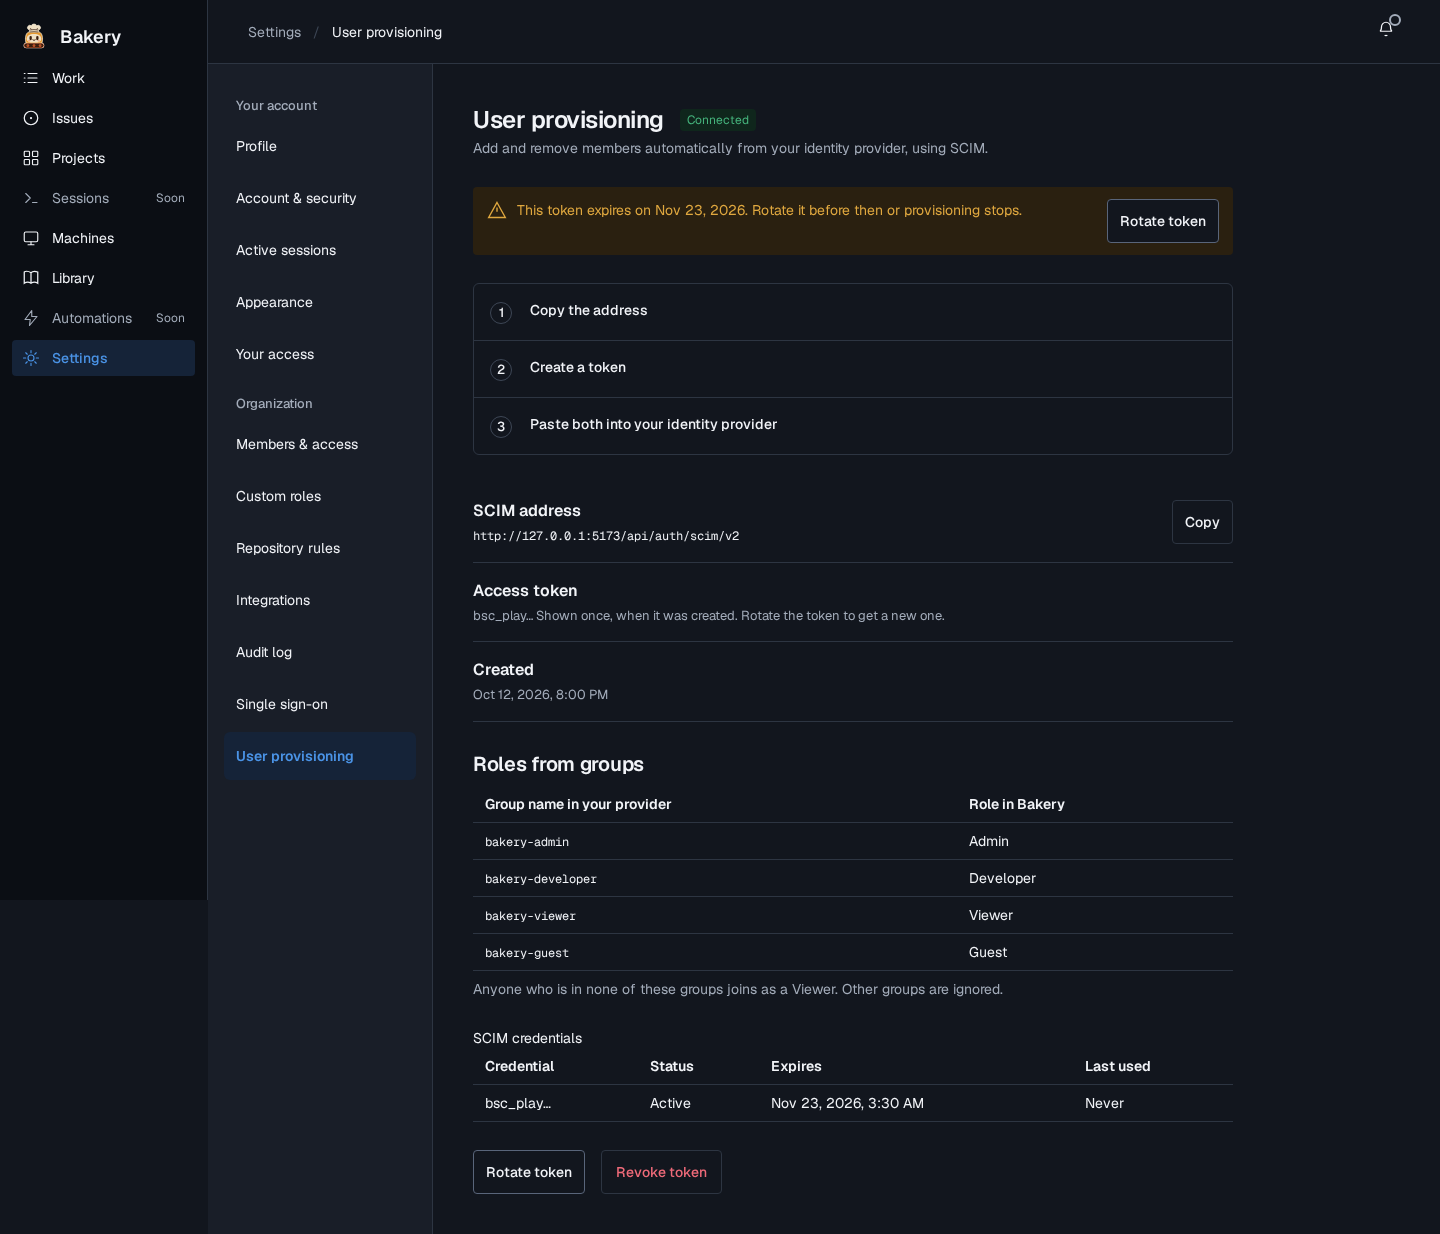 Bakery
Work
Issues
Projects
Sessions Soon
Machines
Library
Automations Soon
Settings
Settings / User provisioning
Your account
Profile
Account & security
Active sessions
Appearance
Your access
Organization
Members & access
Custom roles
Repository rules
Integrations
Audit log
Single sign-on
User provisioning
User provisioning Connected
Add and remove members automatically from your identity provider, using SCIM.
This token expires on Nov 23, 2026. Rotate it before then or provisioning stops.
Rotate token
1 Copy the address
2 Create a token
3 Paste both into your identity provider
SCIM address
http://127.0.0.1:5173/api/auth/scim/v2
Copy
Access token
bsc_play… Shown once, when it was created. Rotate the token to get a new one.
Created
Oct 12, 2026, 8:00 PM
Roles from groups
Group name in your provider Role in Bakery
bakery-admin Admin
bakery-developer Developer
bakery-viewer Viewer
bakery-guest Guest
Anyone who is in none of these groups joins as a Viewer. Other groups are ignored.
SCIM credentials
Credential Status Expires Last used
bsc_play… Active Nov 23, 2026, 3:30 AM Never
Rotate token Revoke token